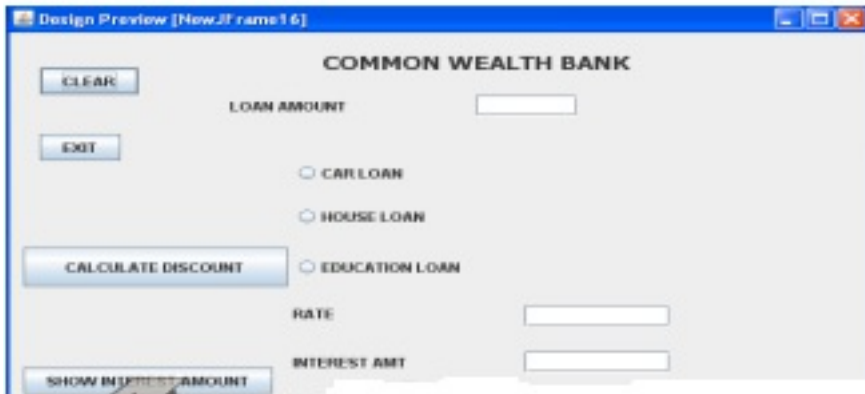 Design Preview [NewJFrame16]
COMMON WEALTH BANK
CLEAR
LOAN AMOUNT
EXIT
CAR LOAN
HOUSE LOAN
CALCULATE DISCOUNT
EDUCATION LOAN
RATE
INTEREST AMT
SHOW INTEREST AMOUNT